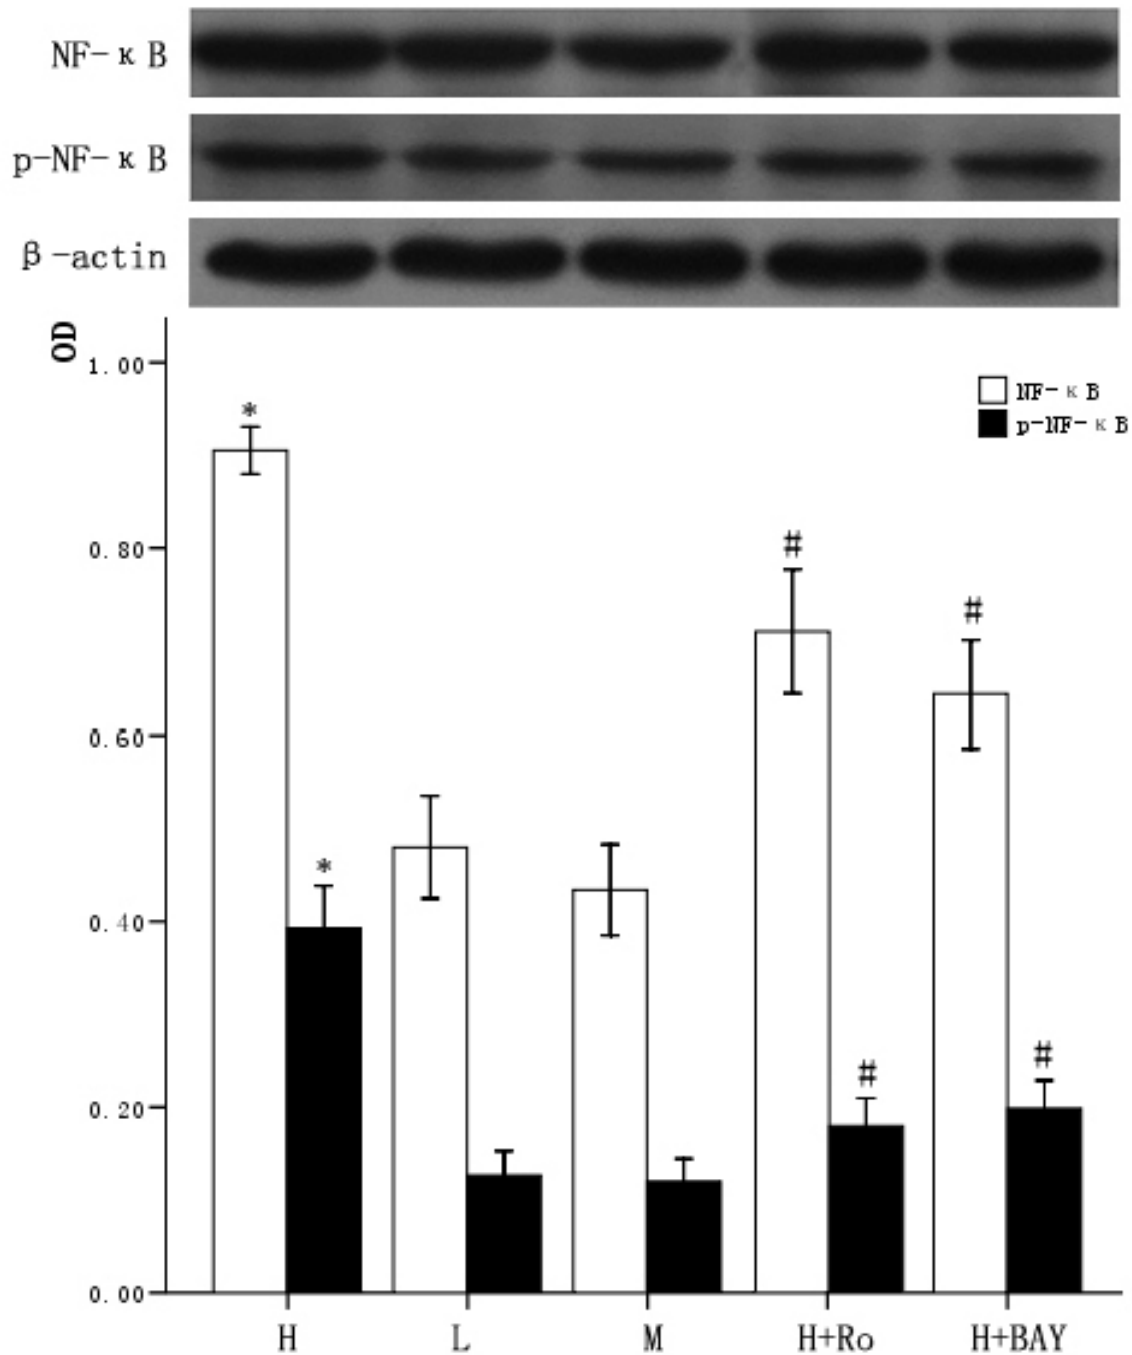 NF-κB
p-NF-κB
β-actin
OD
1.00
0.80
0.60
0.40
0.20
0.00
NF-κB
p-NF-κB
*
*
#
#
#
#
H L M H+Ro H+BAY